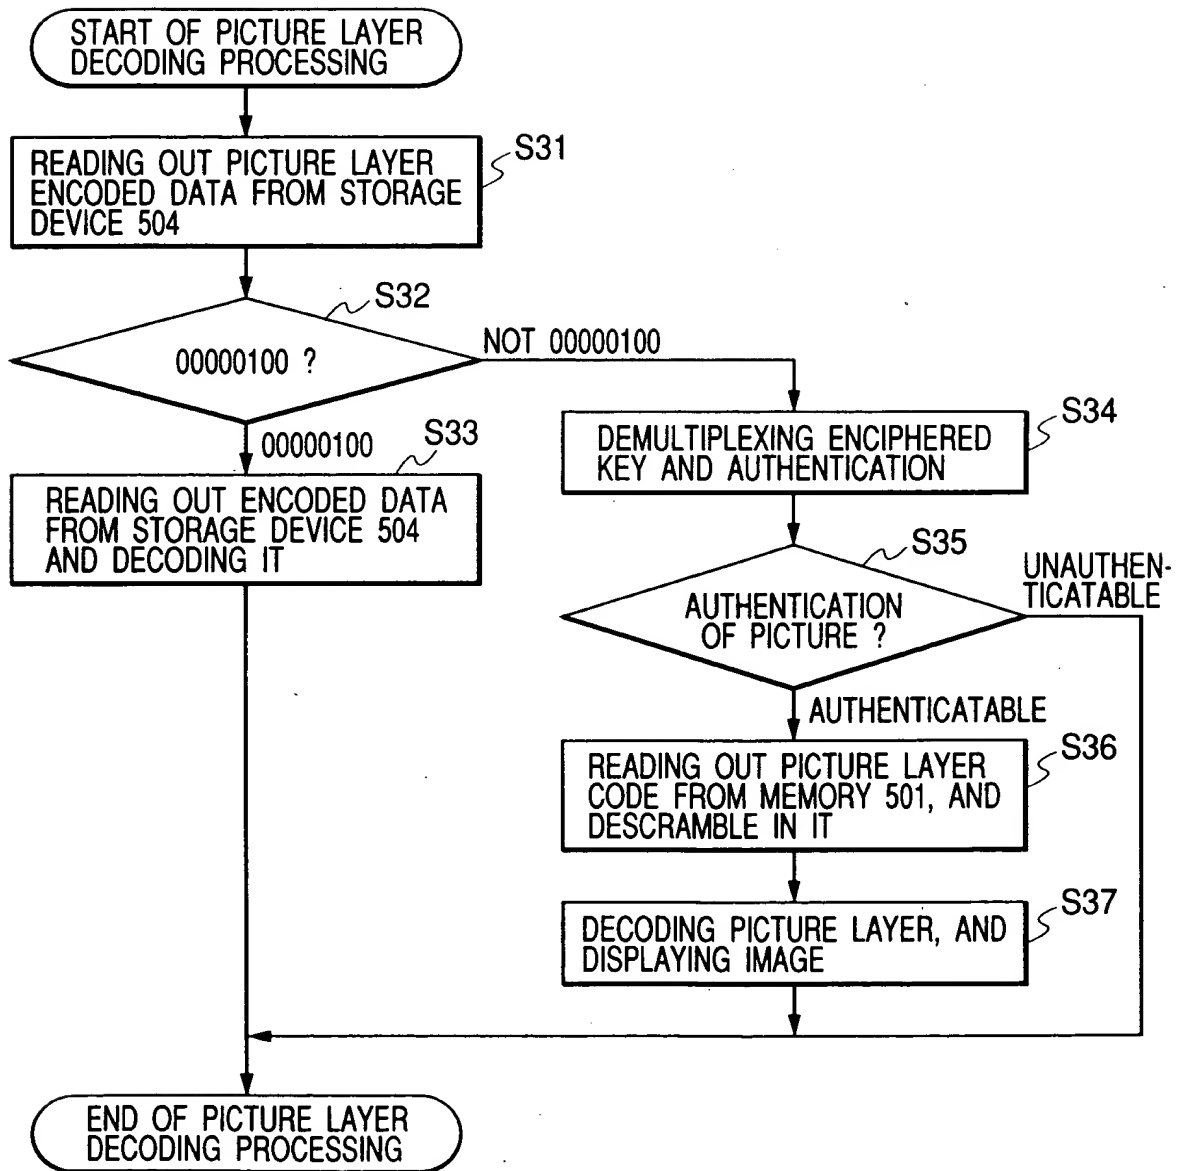 START OF PICTURE LAYER
DECODING PROCESSING
S31
READING OUT PICTURE LAYER
ENCODED DATA FROM STORAGE
DEVICE 504
S32
00000100 ?
NOT 00000100
00000100
S33
READING OUT ENCODED DATA
FROM STORAGE DEVICE 504
AND DECODING IT
S34
DEMULTIPLEXING ENCIPHERED
KEY AND AUTHENTICATION
S35
AUTHENTICATION
OF PICTURE ?
UNAUTHEN-
TICATABLE
AUTHENTICATABLE
S36
READING OUT PICTURE LAYER
CODE FROM MEMORY 501, AND
DESCRAMBLE IN IT
S37
DECODING PICTURE LAYER, AND
DISPLAYING IMAGE
END OF PICTURE LAYER
DECODING PROCESSING